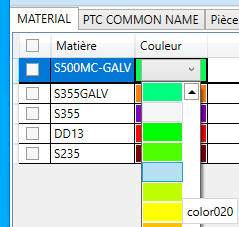 MATERIAL PTC COMMON NAME Pièce
Matière Couleur
S500MC-GALV
S355GALV
S355
DD13
S235
color020